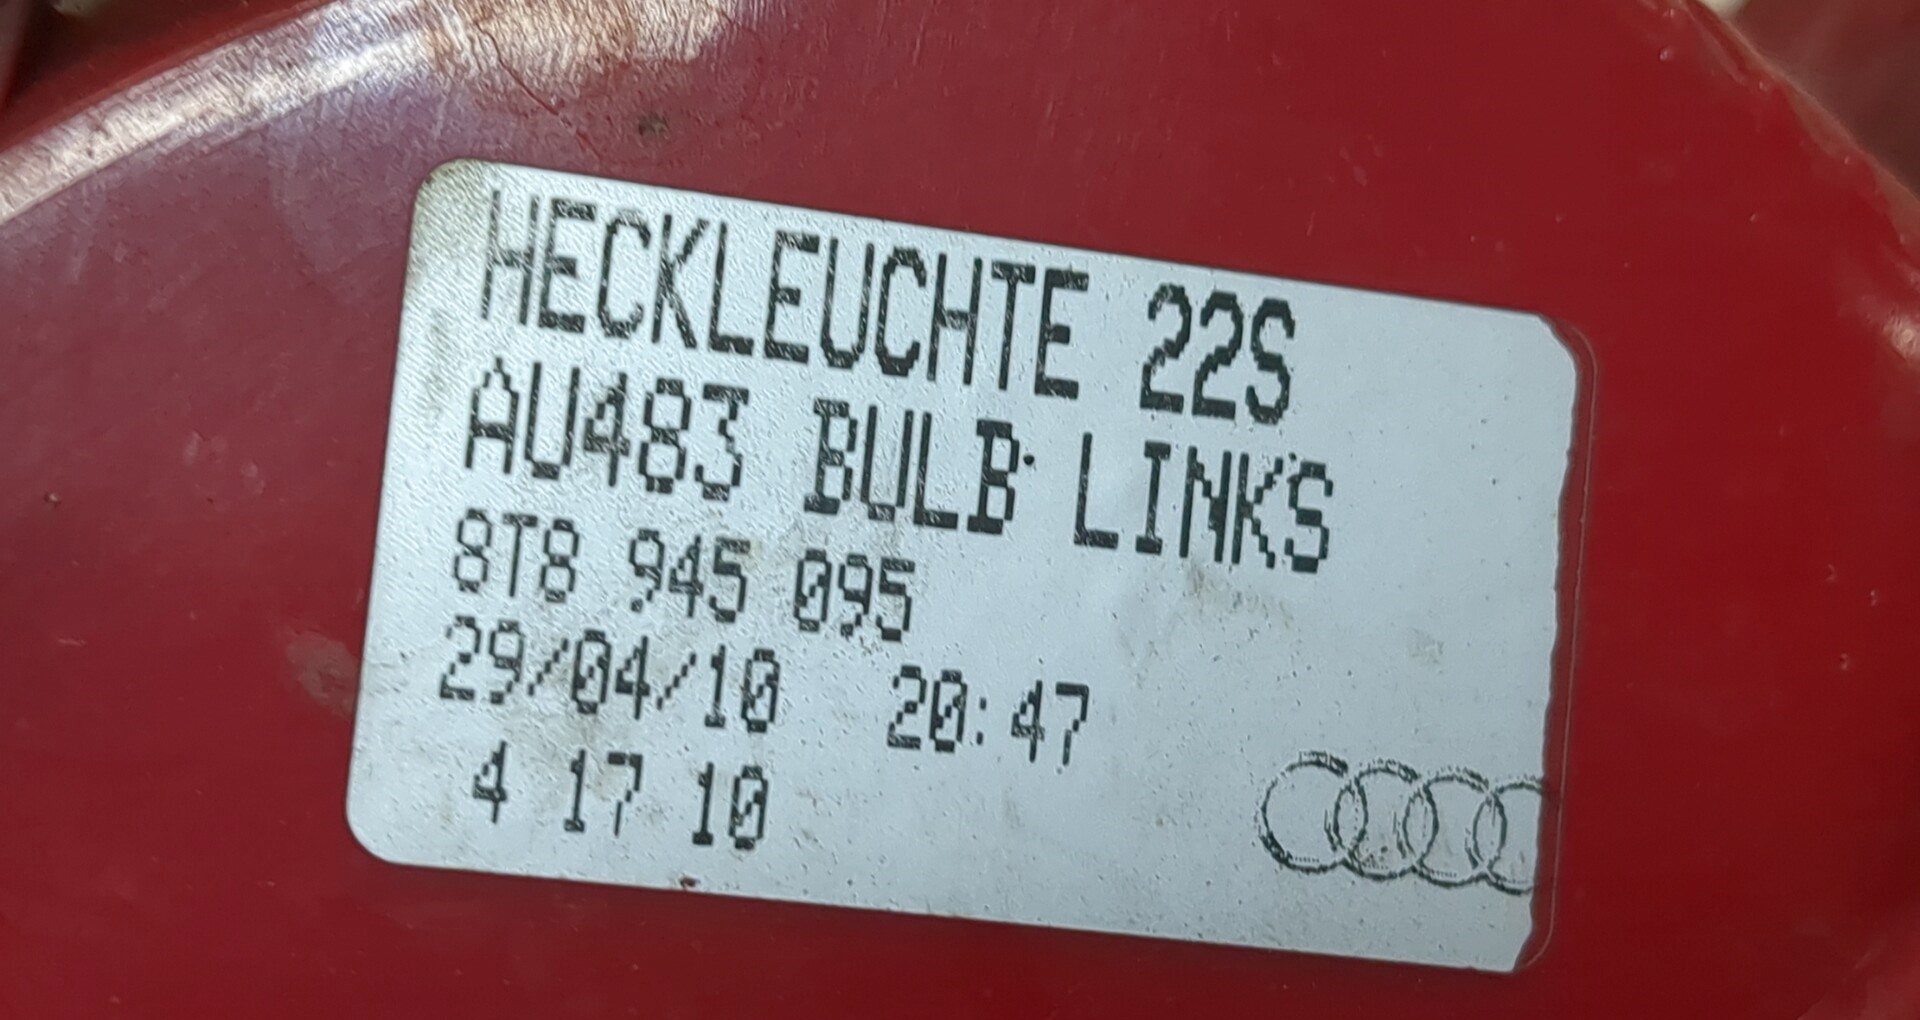 HECKLEUCHTE 22S
AU483 BULB LINKS
8T8 945 095
29/04/10 20:47
4 17 10